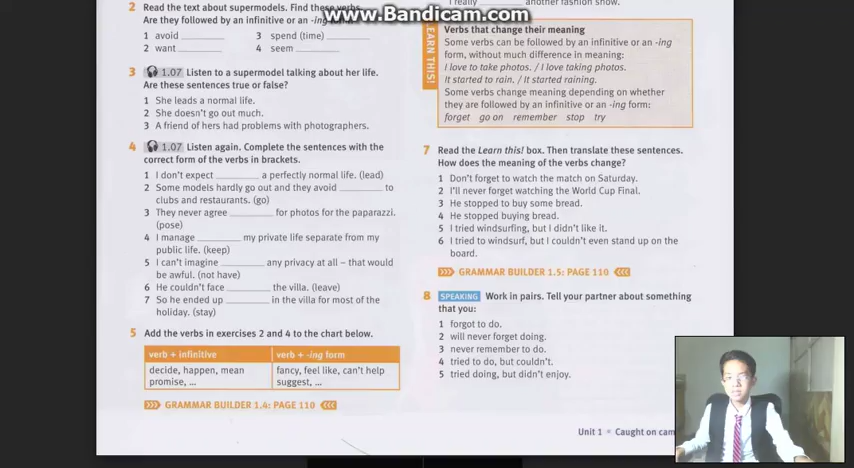 www.Bandicam.com
2 Read the text about supermodels. Find these verbs.
Are they followed by an infinitive or an -ing
1 avoid ________ 3 spend (time) ________
2 want ________ 4 seem ________
3 1.07 Listen to a supermodel talking about her life.
Are these sentences true or false?
1 She leads a normal life.
2 She doesn't go out much.
3 A friend of hers had problems with photographers.
4 1.07 Listen again. Complete the sentences with the
correct form of the verbs in brackets.
1 I don't expect ________ a perfectly normal life. (lead)
2 Some models hardly go out and they avoid ________ to
clubs and restaurants. (go)
3 They never agree ________ for photos for the paparazzi.
(pose)
4 I manage ________ my private life separate from my
public life. (keep)
5 I can't imagine ________ any privacy at all – that would
be awful. (not have)
6 He couldn't face ________ the villa. (leave)
7 So he ended up ________ in the villa for most of the
holiday. (stay)
5 Add the verbs in exercises 2 and 4 to the chart below.
verb + infinitive verb + -ing form
decide, happen, mean fancy, feel like, can't help
promise, ... suggest, ...
GRAMMAR BUILDER 1.4: PAGE 110
I really ________ another fashion show.
LEARN THIS!
Verbs that change their meaning
Some verbs can be followed by an infinitive or an -ing
form, without much difference in meaning:
I love to take photos. / I love taking photos.
It started to rain. / It started raining.
Some verbs change meaning depending on whether
they are followed by an infinitive or an -ing form:
forget go on remember stop try
7 Read the Learn this! box. Then translate these sentences.
How does the meaning of the verbs change?
1 Don't forget to watch the match on Saturday.
2 I'll never forget watching the World Cup Final.
3 He stopped to buy some bread.
4 He stopped buying bread.
5 I tried windsurfing, but I didn't like it.
6 I tried to windsurf, but I couldn't even stand up on the
board.
GRAMMAR BUILDER 1.5: PAGE 110
8 SPEAKING Work in pairs. Tell your partner about something
that you:
1 forgot to do.
2 will never forget doing.
3 never remember to do.
4 tried to do, but couldn't.
5 tried doing, but didn't enjoy.
Unit 1 • Caught on cam